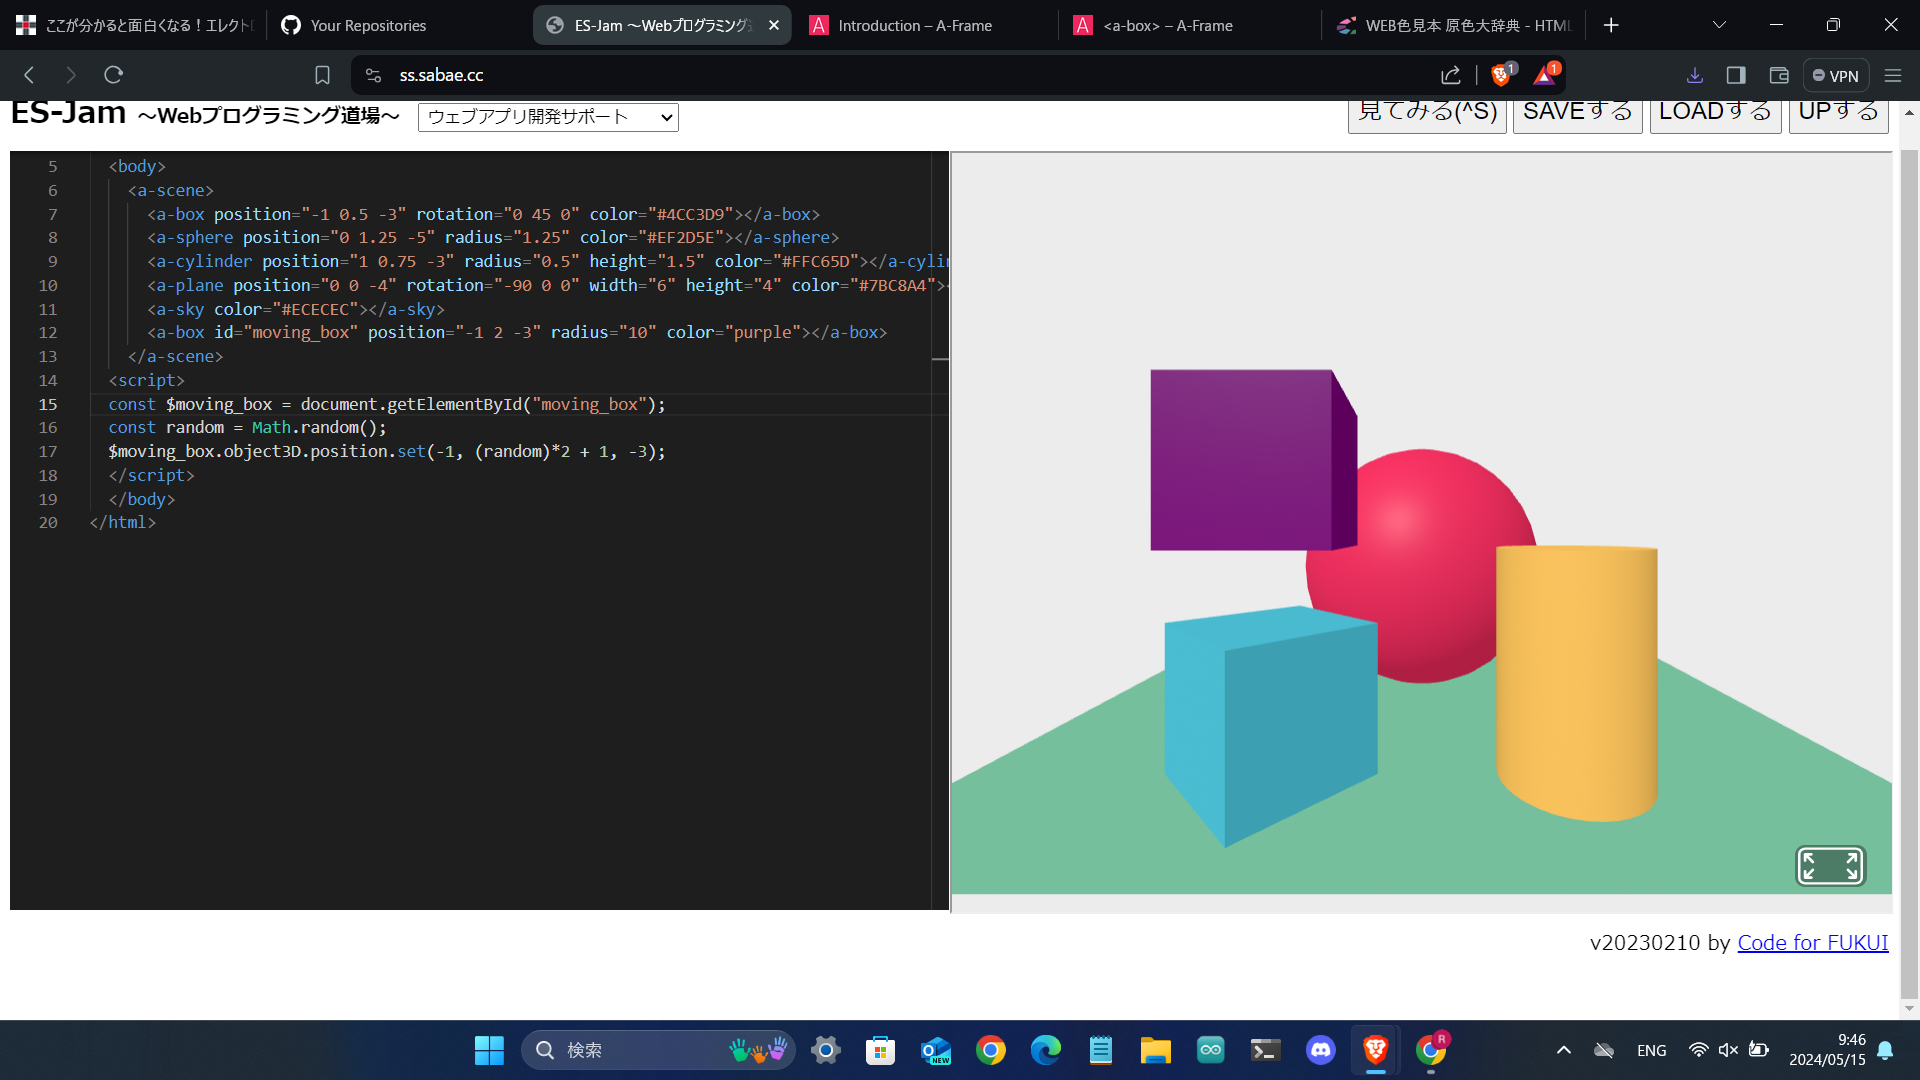 ここが分かると面白くなる！エレクト
Your Repositories
ES-Jam ～Webプログラミング
Introduction – A-Frame
<a-box> – A-Frame
WEB色見本 原色大辞典 - HTML
ss.sabae.cc
1
1
VPN
ES-Jam ～Webプログラミング道場～
ウェブアプリ開発サポート
見てみる(^S)
SAVEする
LOADする
UPする
5 <body>
6 <a-scene>
7 <a-box position="-1 0.5 -3" rotation="0 45 0" color="#4CC3D9"></a-box>
8 <a-sphere position="0 1.25 -5" radius="1.25" color="#EF2D5E"></a-sphere>
9 <a-cylinder position="1 0.75 -3" radius="0.5" height="1.5" color="#FFC65D"></a-cylin
10 <a-plane position="0 0 -4" rotation="-90 0 0" width="6" height="4" color="#7BC8A4"><
11 <a-sky color="#ECECEC"></a-sky>
12 <a-box id="moving_box" position="-1 2 -3" radius="10" color="purple"></a-box>
13 </a-scene>
14 <script>
15 const $moving_box = document.getElementById("moving_box");
16 const random = Math.random();
17 $moving_box.object3D.position.set(-1, (random)*2 + 1, -3);
18 </script>
19 </body>
20 </html>
v20230210 by Code for FUKUI
検索
NEW
R
ENG
9:46
2024/05/15